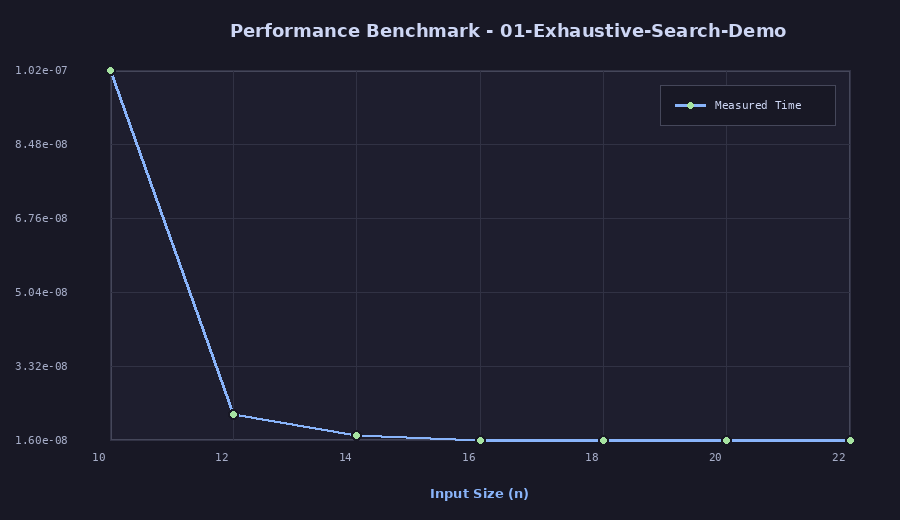 Performance Benchmark - 01-Exhaustive-Search-Demo
1.02e-07
Measured Time
8.48e-08
6.76e-08
5.04e-08
3.32e-08
1.60e-08
10 12 14 16 18 20 22
Input Size (n)